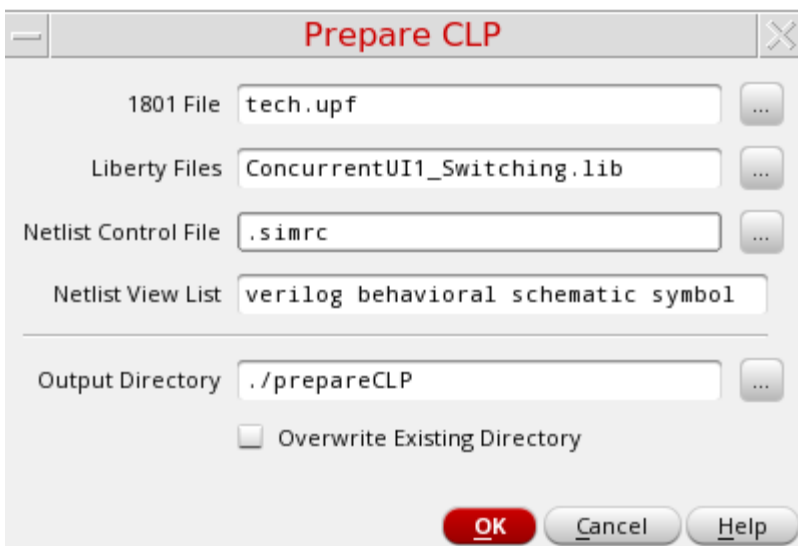 Prepare CLP
1801 File tech.upf ...
Liberty Files ConcurrentUI1_Switching.lib ...
Netlist Control File .simrc ...
Netlist View List verilog behavioral schematic symbol
Output Directory ./prepareCLP ...
Overwrite Existing Directory
OK Cancel Help